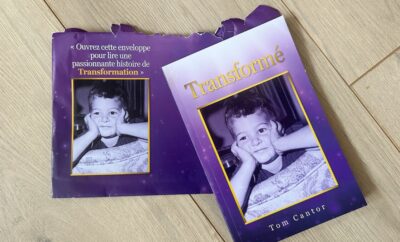 « Ouvrez cette enveloppe
pour lire une
passionnante histoire de
Transformation »
Transformé
Tom Cantor